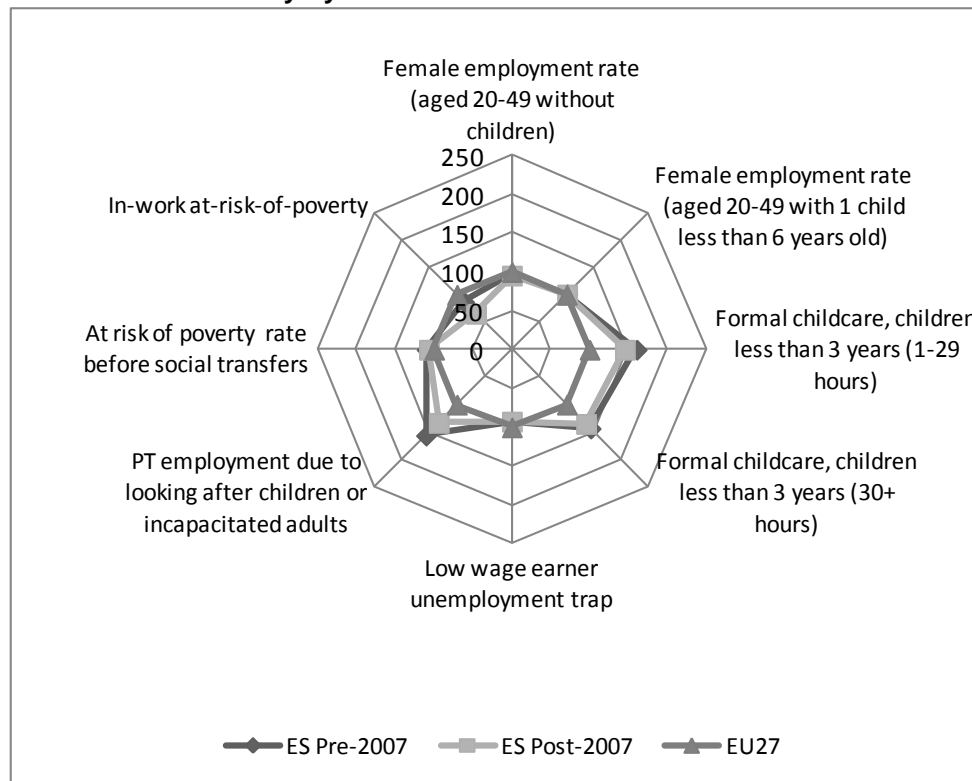 Female employment rate
(aged 20-49 without
children)
250
200
150
100
50
0
Female employment rate
(aged 20-49 with 1 child
less than 6 years old)
Formal childcare, children
less than 3 years (1-29
hours)
Formal childcare, children
less than 3 years (30+
hours)
Low wage earner
unemployment trap
PT employment due to
looking after children or
incapacitated adults
At risk of poverty rate
before social transfers
In-work at-risk-of-poverty
ES Pre-2007
ES Post-2007
EU27